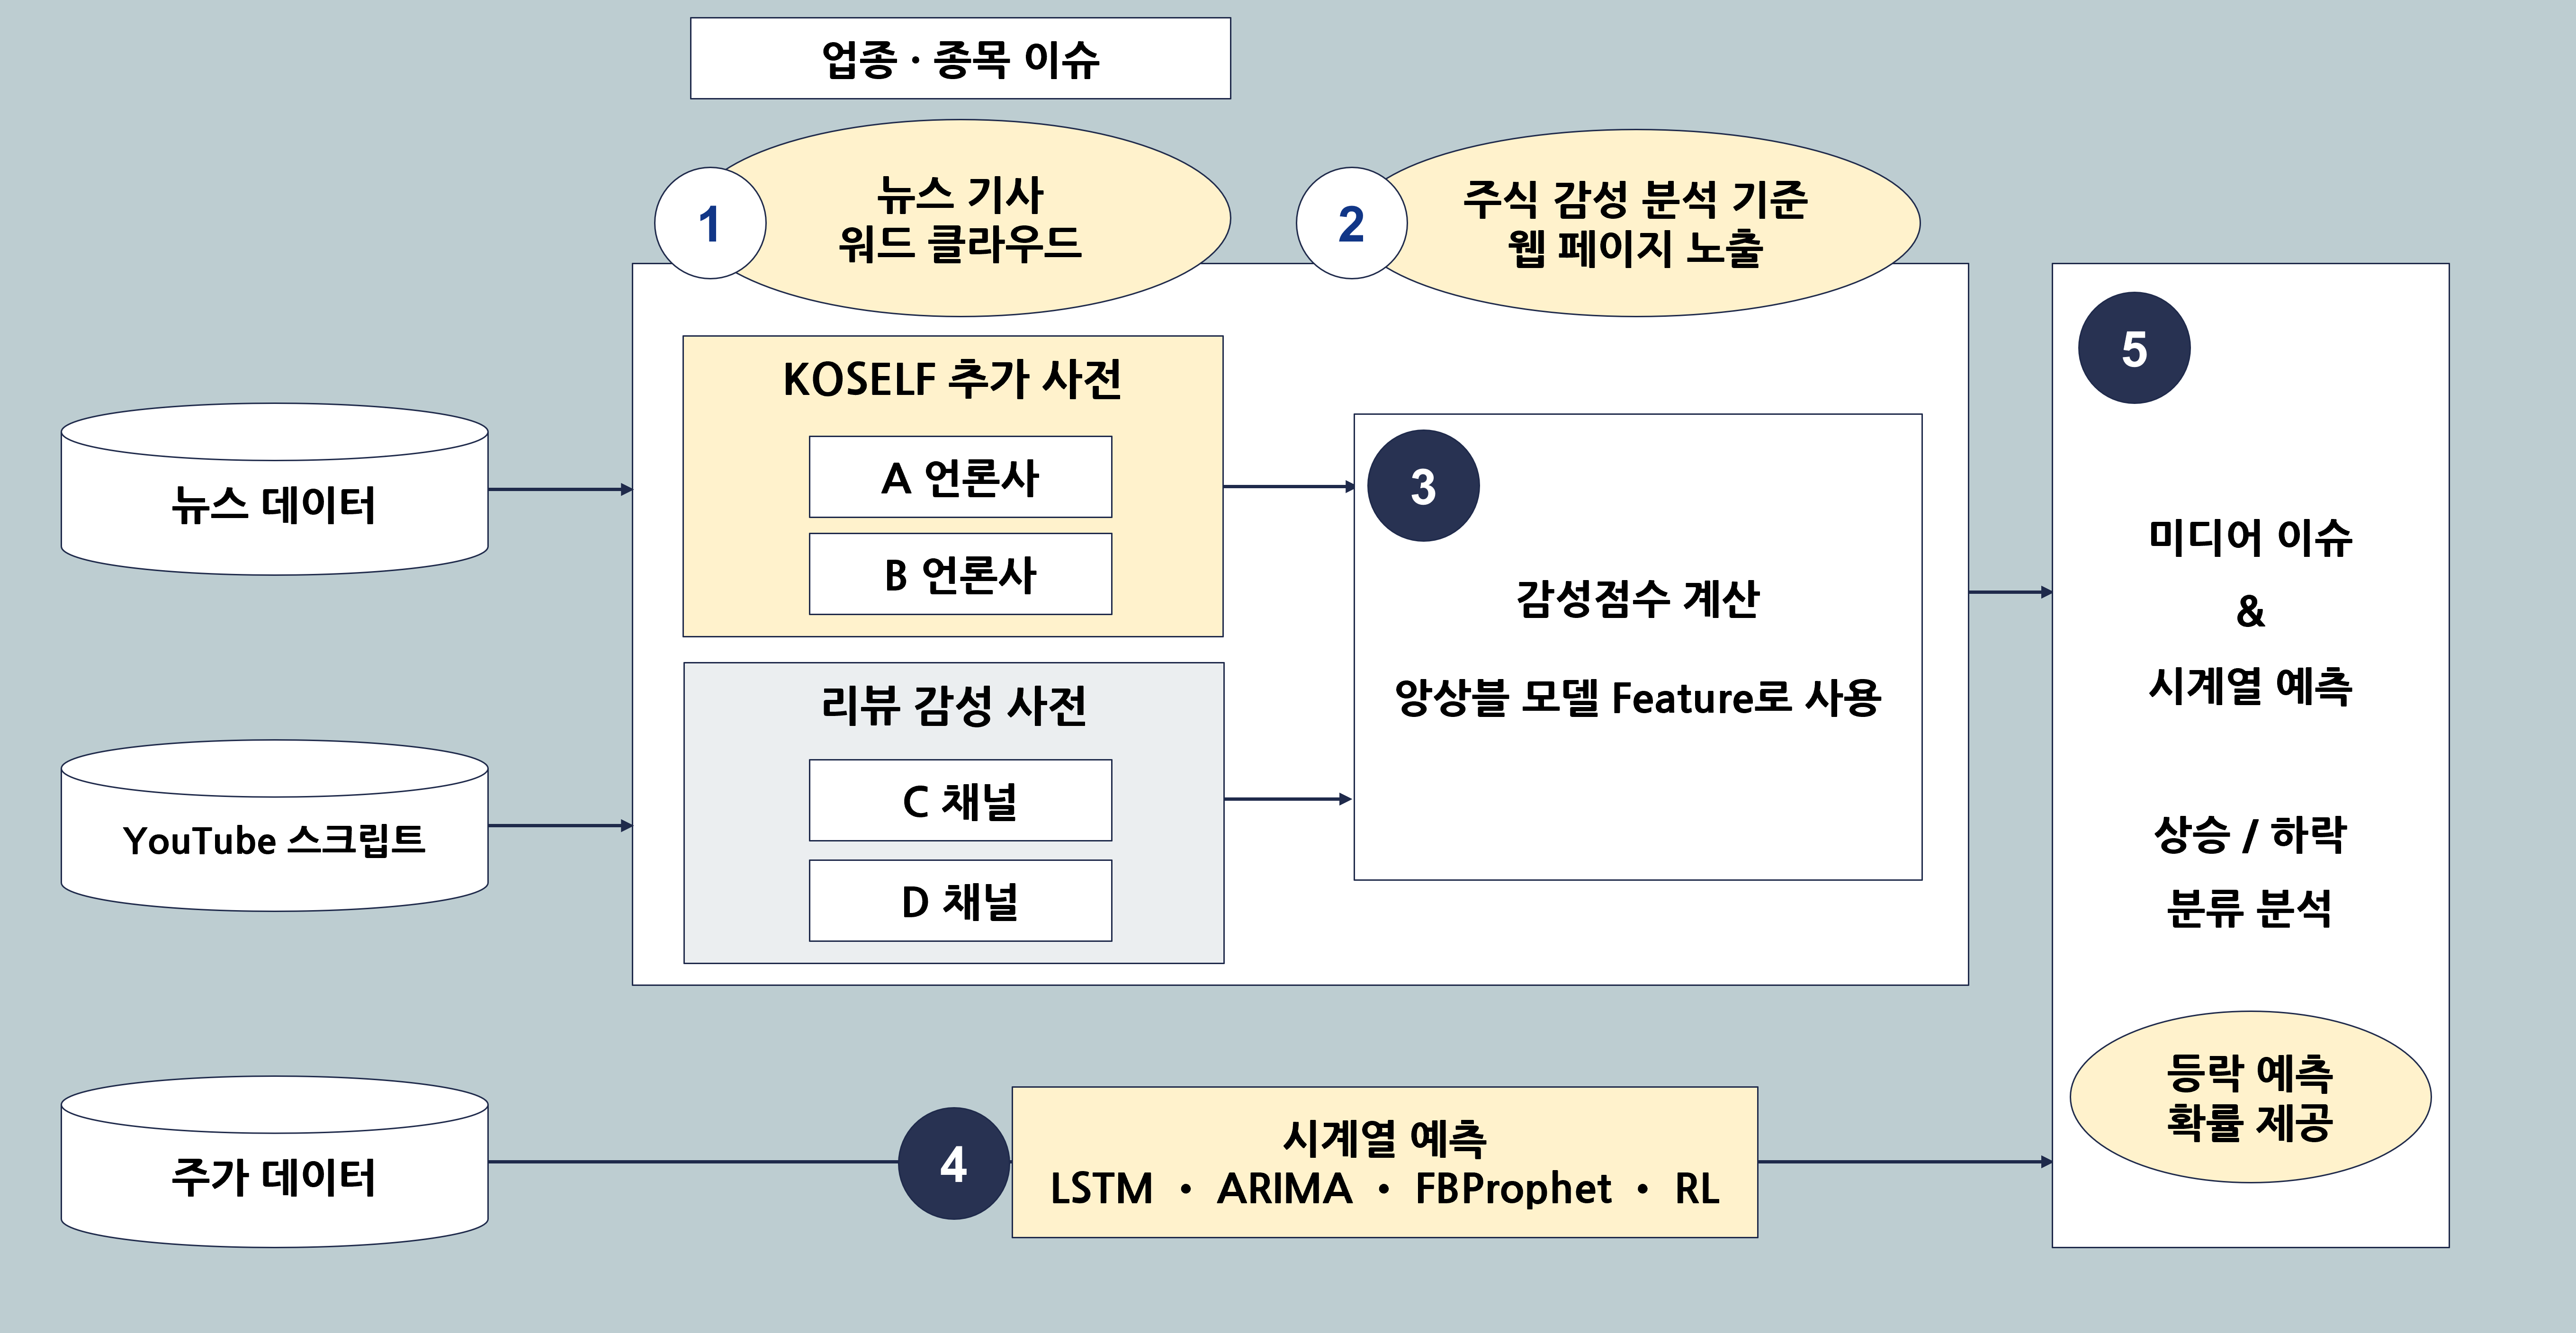 업종 · 종목 이슈
1
뉴스 기사
워드 클라우드
2
주식 감성 분석 기준
웹 페이지 노출
뉴스 데이터
YouTube 스크립트
주가 데이터
KOSELF 추가 사전
A 언론사
B 언론사
리뷰 감성 사전
C 채널
D 채널
3
감성점수 계산
앙상블 모델 Feature로 사용
4
시계열 예측
LSTM • ARIMA • FBProphet • RL
5
미디어 이슈
&
시계열 예측
상승 / 하락
분류 분석
등락 예측
확률 제공